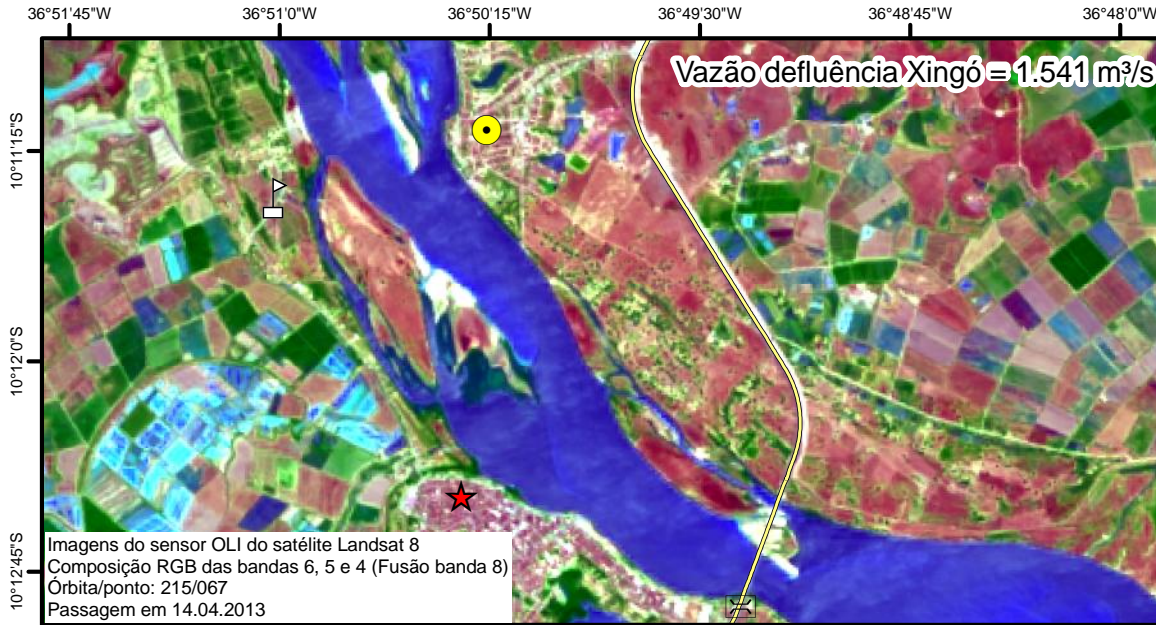 36°51'45"W 36°51'0"W 36°50'15"W 36°49'30"W 36°48'45"W 36°48'0"W
Vazão defluência Xingó = 1.541 m³/s
10°11'15"S
10°12'0"S
10°12'45"S
Imagens do sensor OLI do satélite Landsat 8
Composição RGB das bandas 6, 5 e 4 (Fusão banda 8)
Órbita/ponto: 215/067
Passagem em 14.04.2013